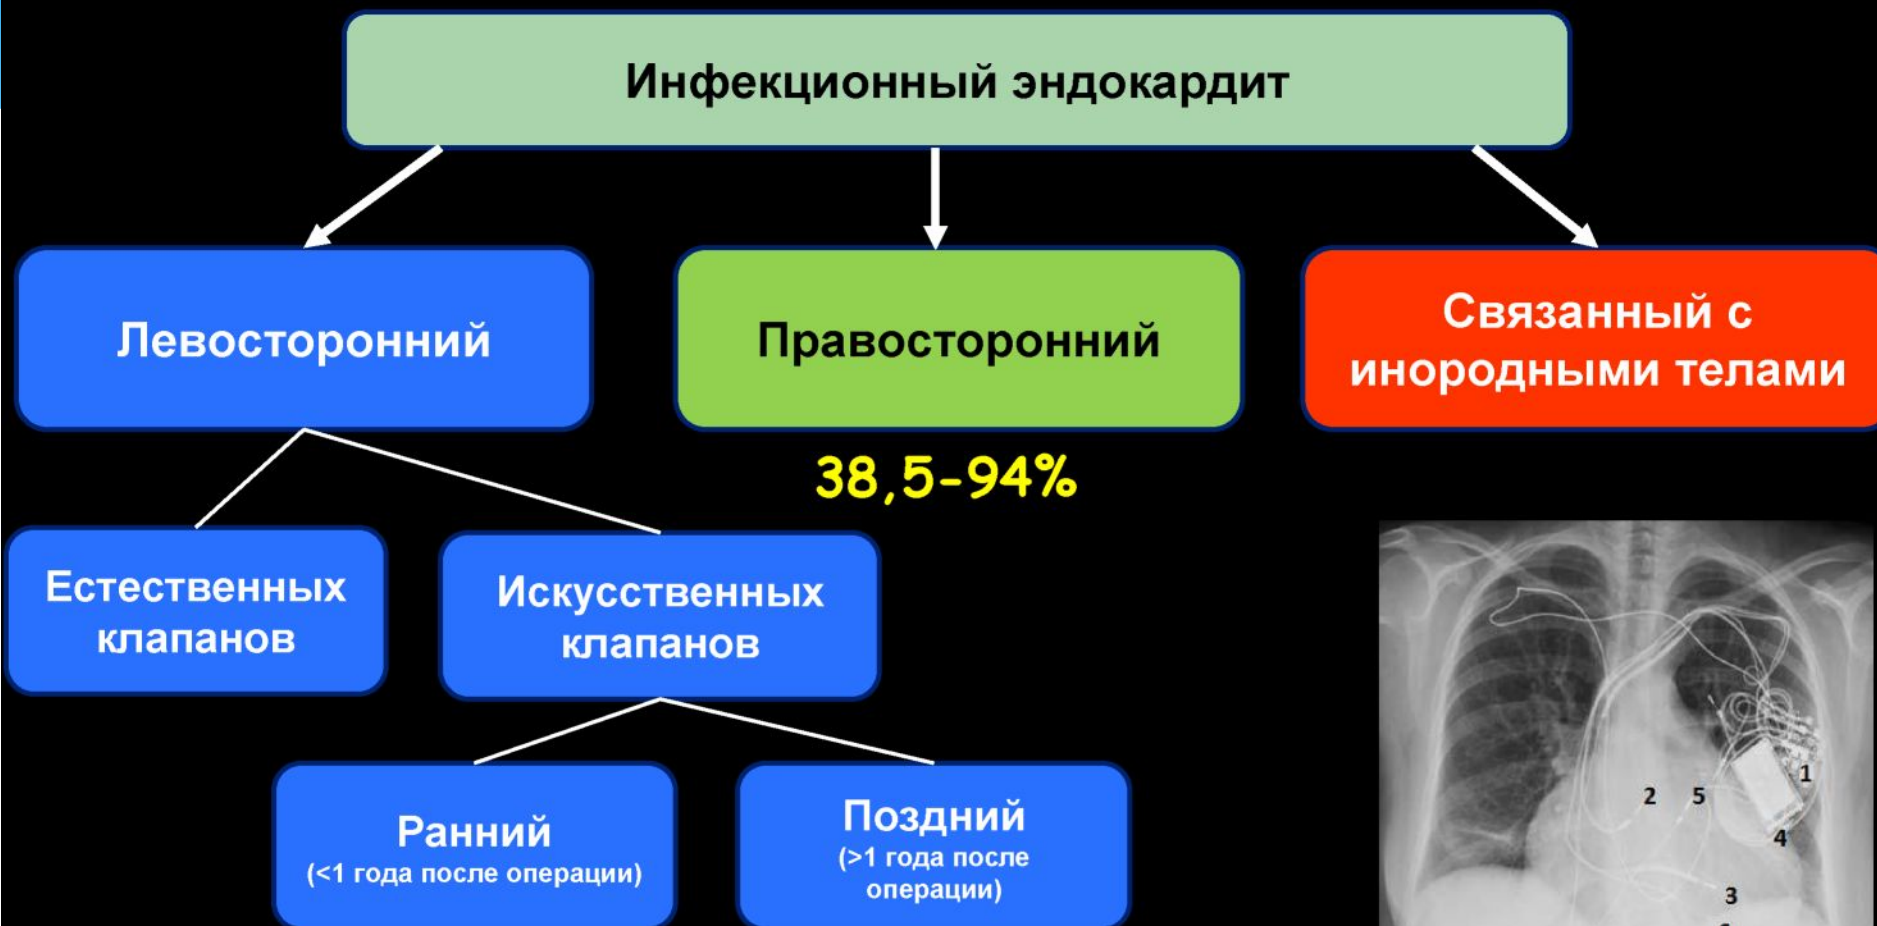 Инфекционный эндокардит
Левосторонний
Правосторонний
Связанный с
инородными телами
38,5-94%
Естественных
клапанов
Искусственных
клапанов
Ранний
(<1 года после операции)
Поздний
(>1 года после
операции)
1
2 5
4
3